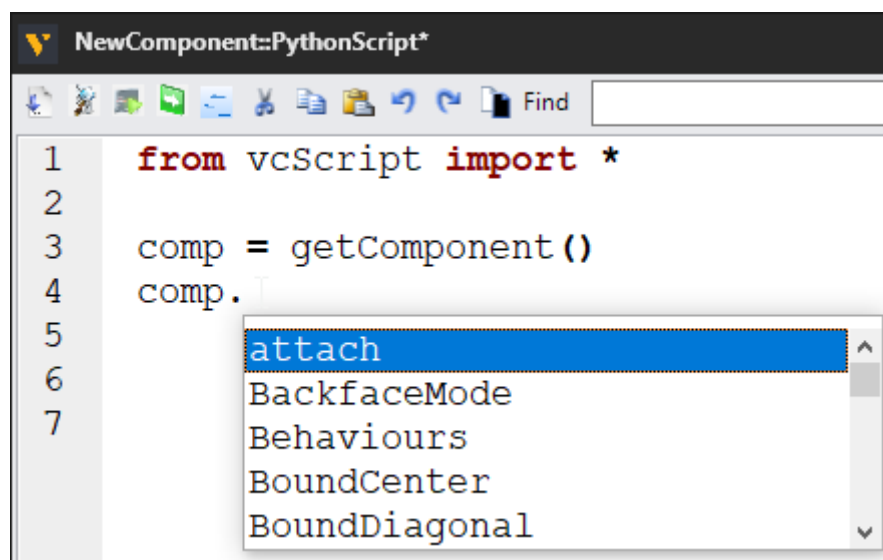 NewComponent::PythonScript*
Find
1 from vcScript import *
2
3 comp = getComponent()
4 comp.
5
6
7
attach
BackfaceMode
Behaviours
BoundCenter
BoundDiagonal